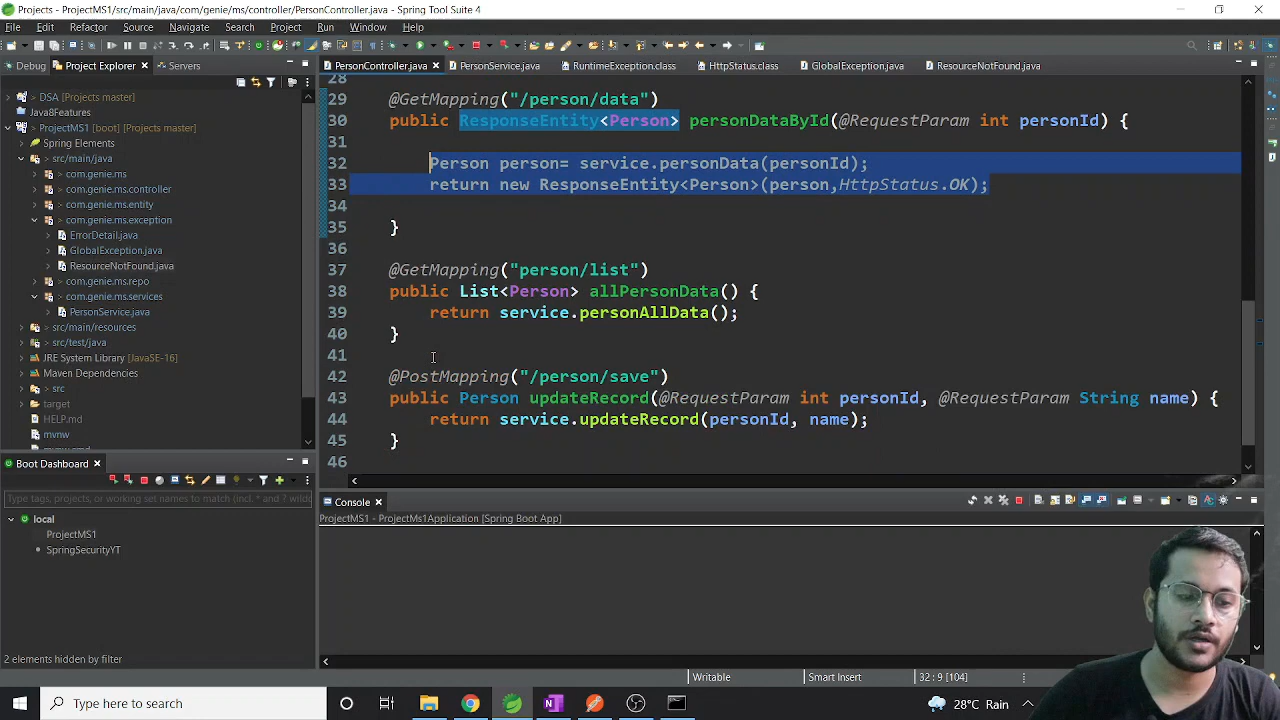 Projects - ProjectMS1/src/main/java/com/genie/ms/controller/PersonController.java - Spring Tool Suite 4
File Edit Source Refactor Navigate Search Project Run Window Help
Debug Project Explorer Servers
PersonController.java PersonService.java RuntimeException.class HttpStatus.class GlobalException.java ResourceNotFound.java
DSA [Projects master]
Java8Features
ProjectMS1 [boot] [Projects master]
Spring Elements
src/main/java
com.genie.ms
com.genie.ms.controller
com.genie.ms.entity
com.genie.ms.exception
ErrorDetail.java
GlobalException.java
ResourceNotFound.java
com.genie.ms.repo
com.genie.ms.services
PersonService.java
src/main/resources
src/test/java
JRE System Library [JavaSE-16]
Maven Dependencies
src
target
HELP.md
mvnw
28
29 @GetMapping("/person/data")
30 public ResponseEntity<Person> personDataById(@RequestParam int personId) {
31
32 Person person= service.personData(personId);
33 return new ResponseEntity<Person>(person,HttpStatus.OK);
34
35 }
36
37 @GetMapping("person/list")
38 public List<Person> allPersonData() {
39 return service.personAllData();
40 }
41
42 @PostMapping("/person/save")
43 public Person updateRecord(@RequestParam int personId, @RequestParam String name) {
44 return service.updateRecord(personId, name);
45 }
46
Boot Dashboard
Type tags, projects, or working set names to match (incl. * and ? wild
local
ProjectMS1
SpringSecurityYT
2 elements hidden by filter
Console
ProjectMS1 - ProjectMs1Application [Spring Boot App]
Writable Smart Insert 32 : 9 [104]
Type here to search
28°C Rain